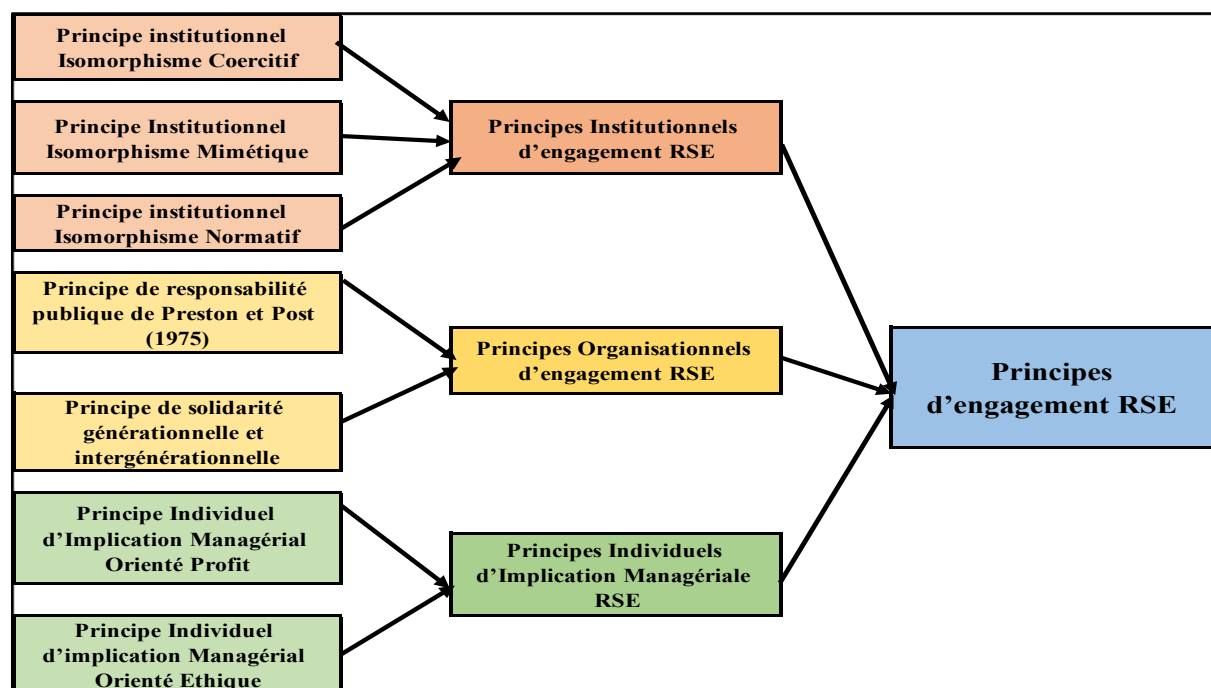 Principe institutionnel
Isomorphisme Coercitif
Principe Institutionnel
Isomorphisme Mimétique
Principe institutionnel
Isomorphisme Normatif
Principe de responsabilité
publique de Preston et Post
(1975)
Principe de solidarité
générationnelle et
intergénérationnelle
Principe Individuel
d’Implication Managérial
Orienté Profit
Principe Individuel
d’implication Managérial
Orienté Ethique
Principes Institutionnels
d’engagement RSE
Principes Organisationnels
d’engagement RSE
Principes Individuels
d’Implication Managériale
RSE
Principes
d’engagement RSE